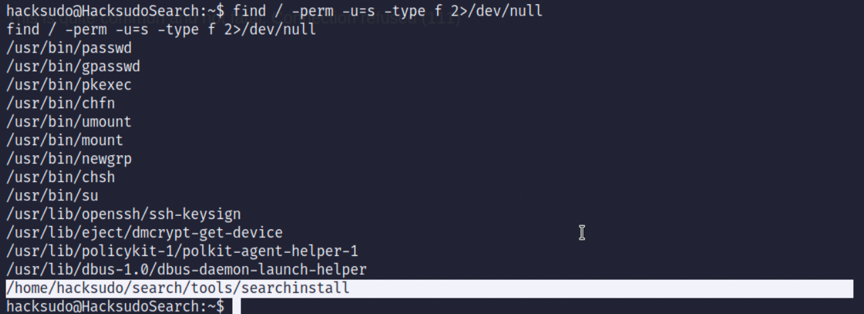 hacksudo@HacksudoSearch:~$ find / -perm -u=s -type f 2>/dev/null
find / -perm -u=s -type f 2>/dev/null
/usr/bin/passwd
/usr/bin/gpasswd
/usr/bin/pkexec
/usr/bin/chfn
/usr/bin/umount
/usr/bin/mount
/usr/bin/newgrp
/usr/bin/chsh
/usr/bin/su
/usr/lib/openssh/ssh-keysign
/usr/lib/eject/dmcrypt-get-device
/usr/lib/policykit-1/polkit-agent-helper-1
/usr/lib/dbus-1.0/dbus-daemon-launch-helper
/home/hacksudo/search/tools/searchinstall
hacksudo@HacksudoSearch:~$